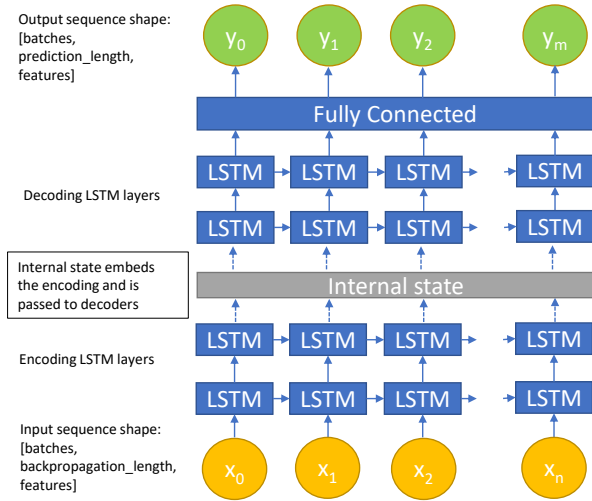 Output sequence shape:
[batches,
prediction_length,
features]
y0 y1 y2 ym
Fully Connected
LSTM LSTM LSTM LSTM
Decoding LSTM layers
LSTM LSTM LSTM LSTM
Internal state embeds
the encoding and is
passed to decoders
Internal state
LSTM LSTM LSTM LSTM
Encoding LSTM layers
LSTM LSTM LSTM LSTM
Input sequence shape:
[batches,
backpropagation_length,
features]
x0 x1 x2 xn